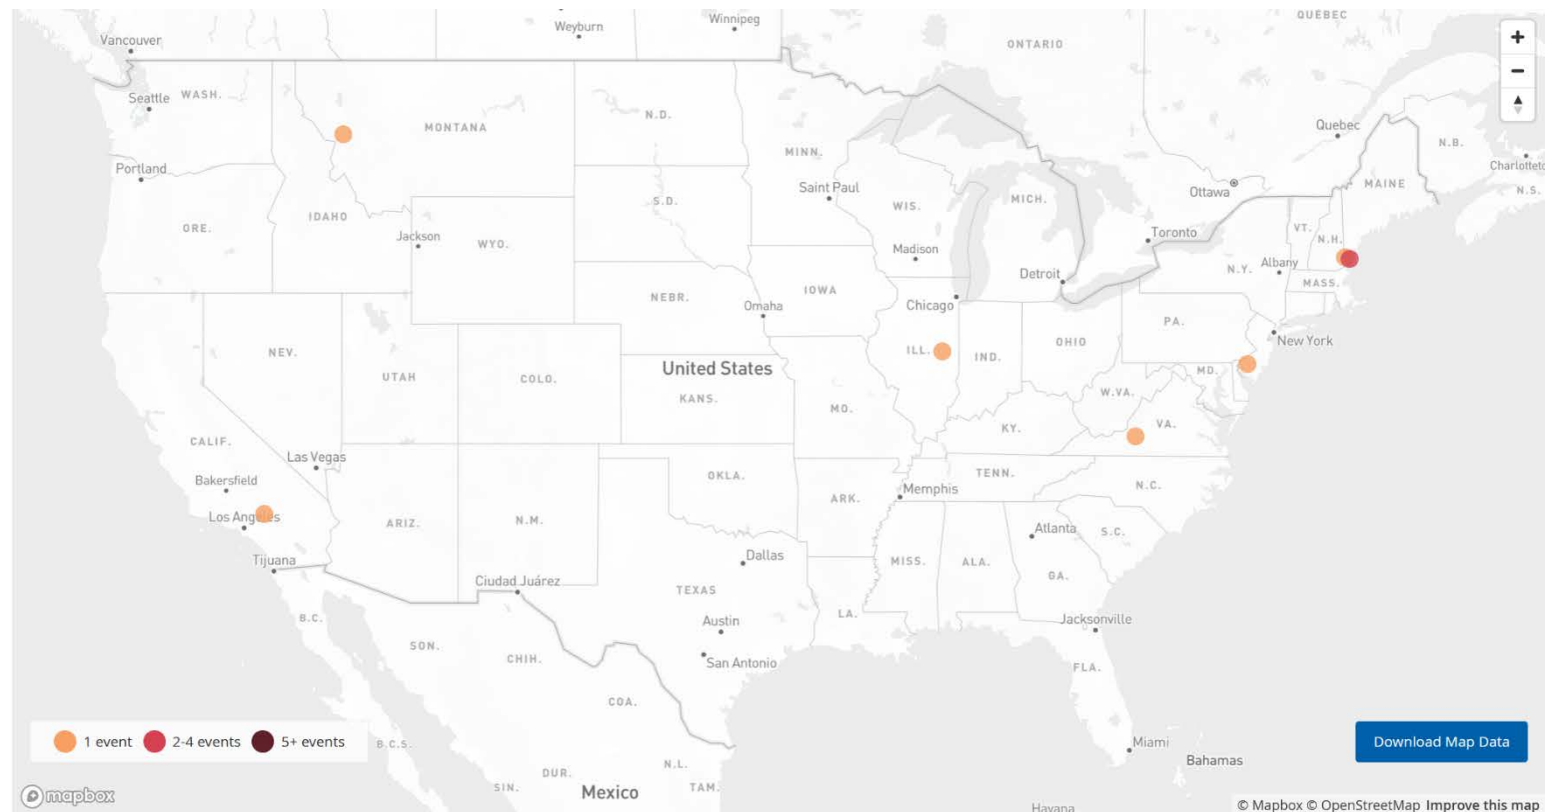 Winnipeg
Weyburn
QUEBEC
Vancouver
ONTARIO
+
−
Seattle
WASH.
N.D.
MONTANA
Quebec
N.B.
MINN.
Portland
Charlottet
Saint Paul
MAINE
Ottawa
N.S.
MICH.
S.D.
WIS.
IDAHO
ORE.
VT.
Toronto
Jackson
N.H.
WYO.
Madison
Albany
N.Y.
Detroit
MASS.
IOWA
NEBR.
Omaha
Chicago
PA.
New York
OHIO
ILL.
NEV.
IND.
United States
MD.
UTAH
COLO.
W.VA.
KANS.
MO.
VA.
KY.
CALIF.
Las Vegas
TENN.
OKLA.
Bakersfield
N.C.
Memphis
ARK.
Los Angeles
ARIZ.
N.M.
Atlanta
S.C.
Dallas
Tijuana
MISS.
ALA.
GA.
Ciudad Juárez
TEXAS
LA.
B.C.
Austin
Jacksonville
SON.
CHIH.
San Antonio
FLA.
COA.
1 event
2-4 events
5+ events
B.C.S.
Miami
Download Map Data
Bahamas
N.L.
DUR.
SIN.
Mexico
TAM.
mapbox
Havana
© Mapbox © OpenStreetMap Improve this map